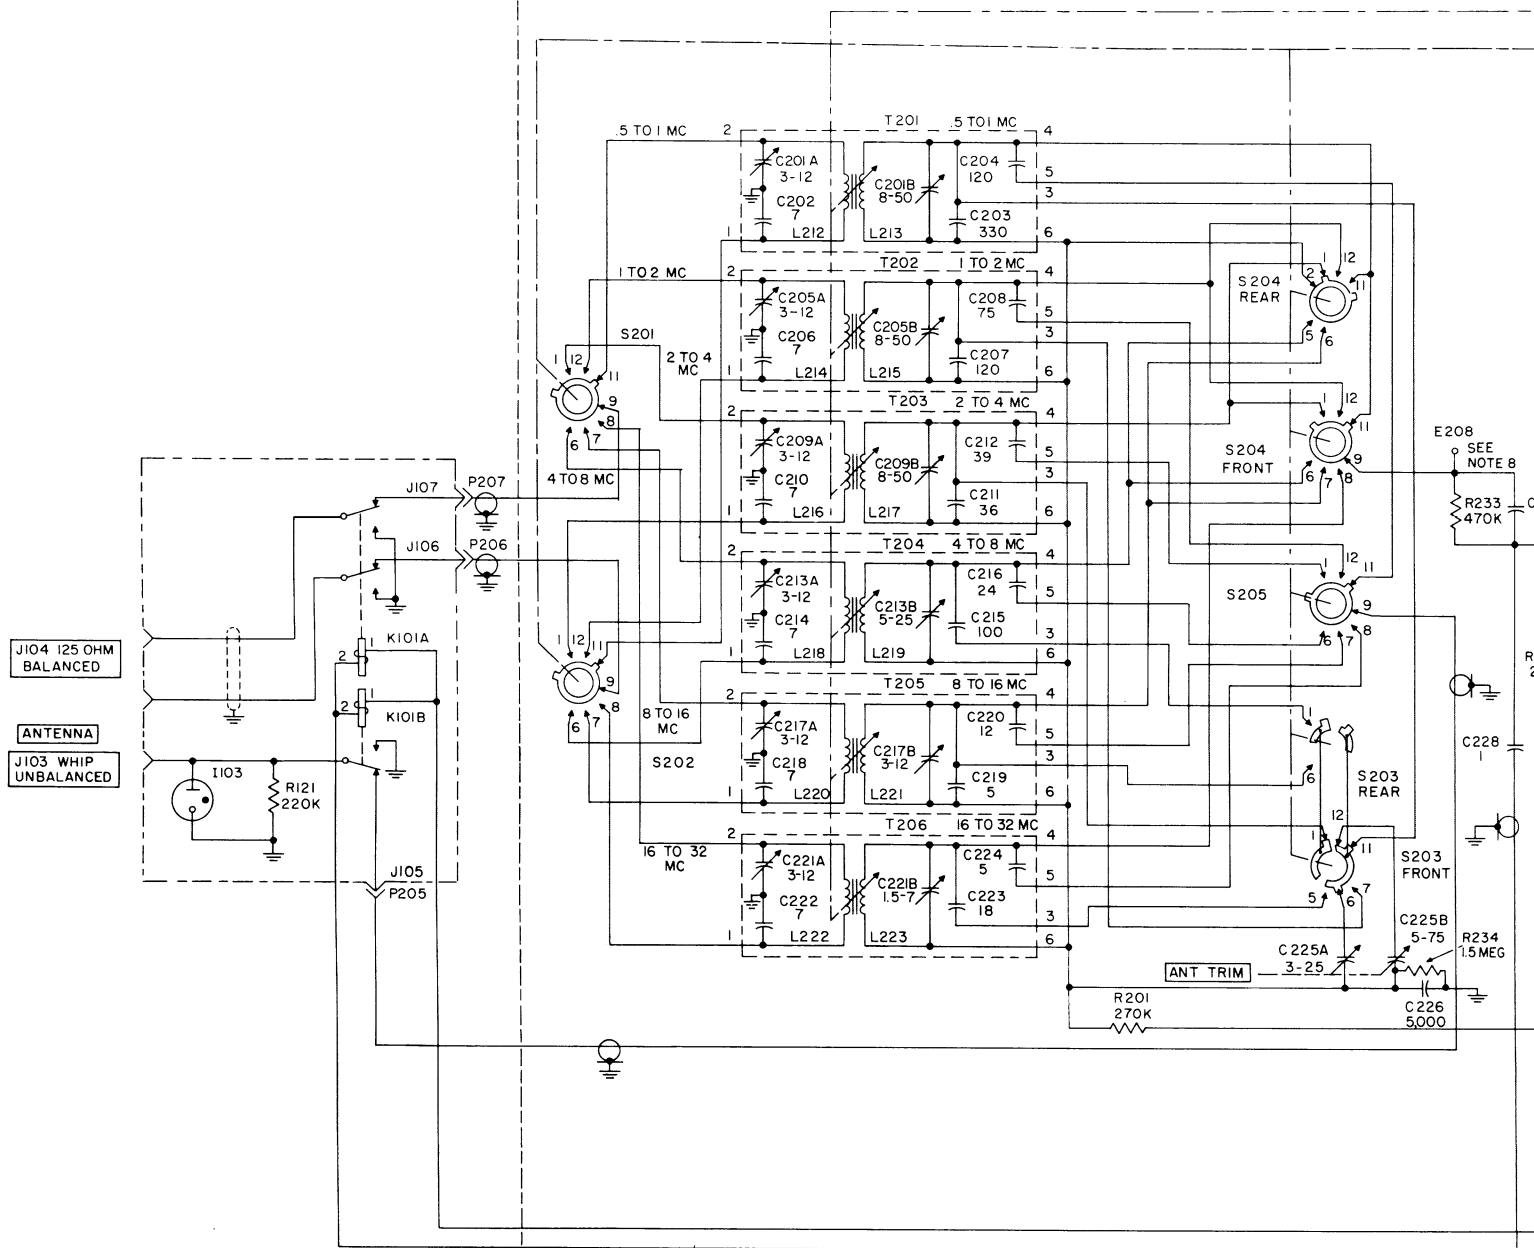 T201
.5 TO 1 MC
.5 TO 1 MC
2
4
C201A
3-12
C202
7
L212
C201B
8-50
L213
C204
120
C203
330
5
3
1
6
T202
1 TO 2 MC
1 TO 2 MC
2
4
C205A
3-12
C206
7
L214
C205B
8-50
L215
C208
75
C207
120
5
3
1
6
T203
2 TO 4 MC
2 TO 4
MC
2
4
C209A
3-12
C210
7
L216
C209B
8-50
L217
C212
39
C211
36
5
3
1
6
T204
4 TO 8 MC
4 TO 8 MC
2
4
C213A
3-12
C214
7
L218
C213B
5-25
L219
C216
24
C215
100
5
3
1
6
T205
8 TO 16 MC
8 TO 16
MC
2
4
C217A
3-12
C218
7
L220
C217B
3-12
L221
C220
12
C219
5
5
3
1
6
T206
16 TO 32 MC
16 TO 32
MC
2
4
C221A
3-12
C222
7
L222
C221B
1.5-7
L223
C224
5
C223
18
5
3
1
6
S201
1
12
11
9
8
7
6
S202
1
12
11
9
8
7
6
J107
P207
J106
P206
K101A
1
2
K101B
1
2
J104 125 OHM
BALANCED
ANTENNA
J103 WHIP
UNBALANCED
I103
R121
220K
J105
P205
S204
REAR
1
2
12
11
5
6
S204
FRONT
1
12
11
9
8
7
6
E208
SEE
NOTE 8
R233
470K
C
S205
1
12
11
9
8
7
6
R
2
C228
.1
S203
REAR
1
6
S203
FRONT
1
12
11
7
6
5
C225A
3-25
C225B
5-75
R234
1.5 MEG
ANT TRIM
C226
5,000
R201
270K